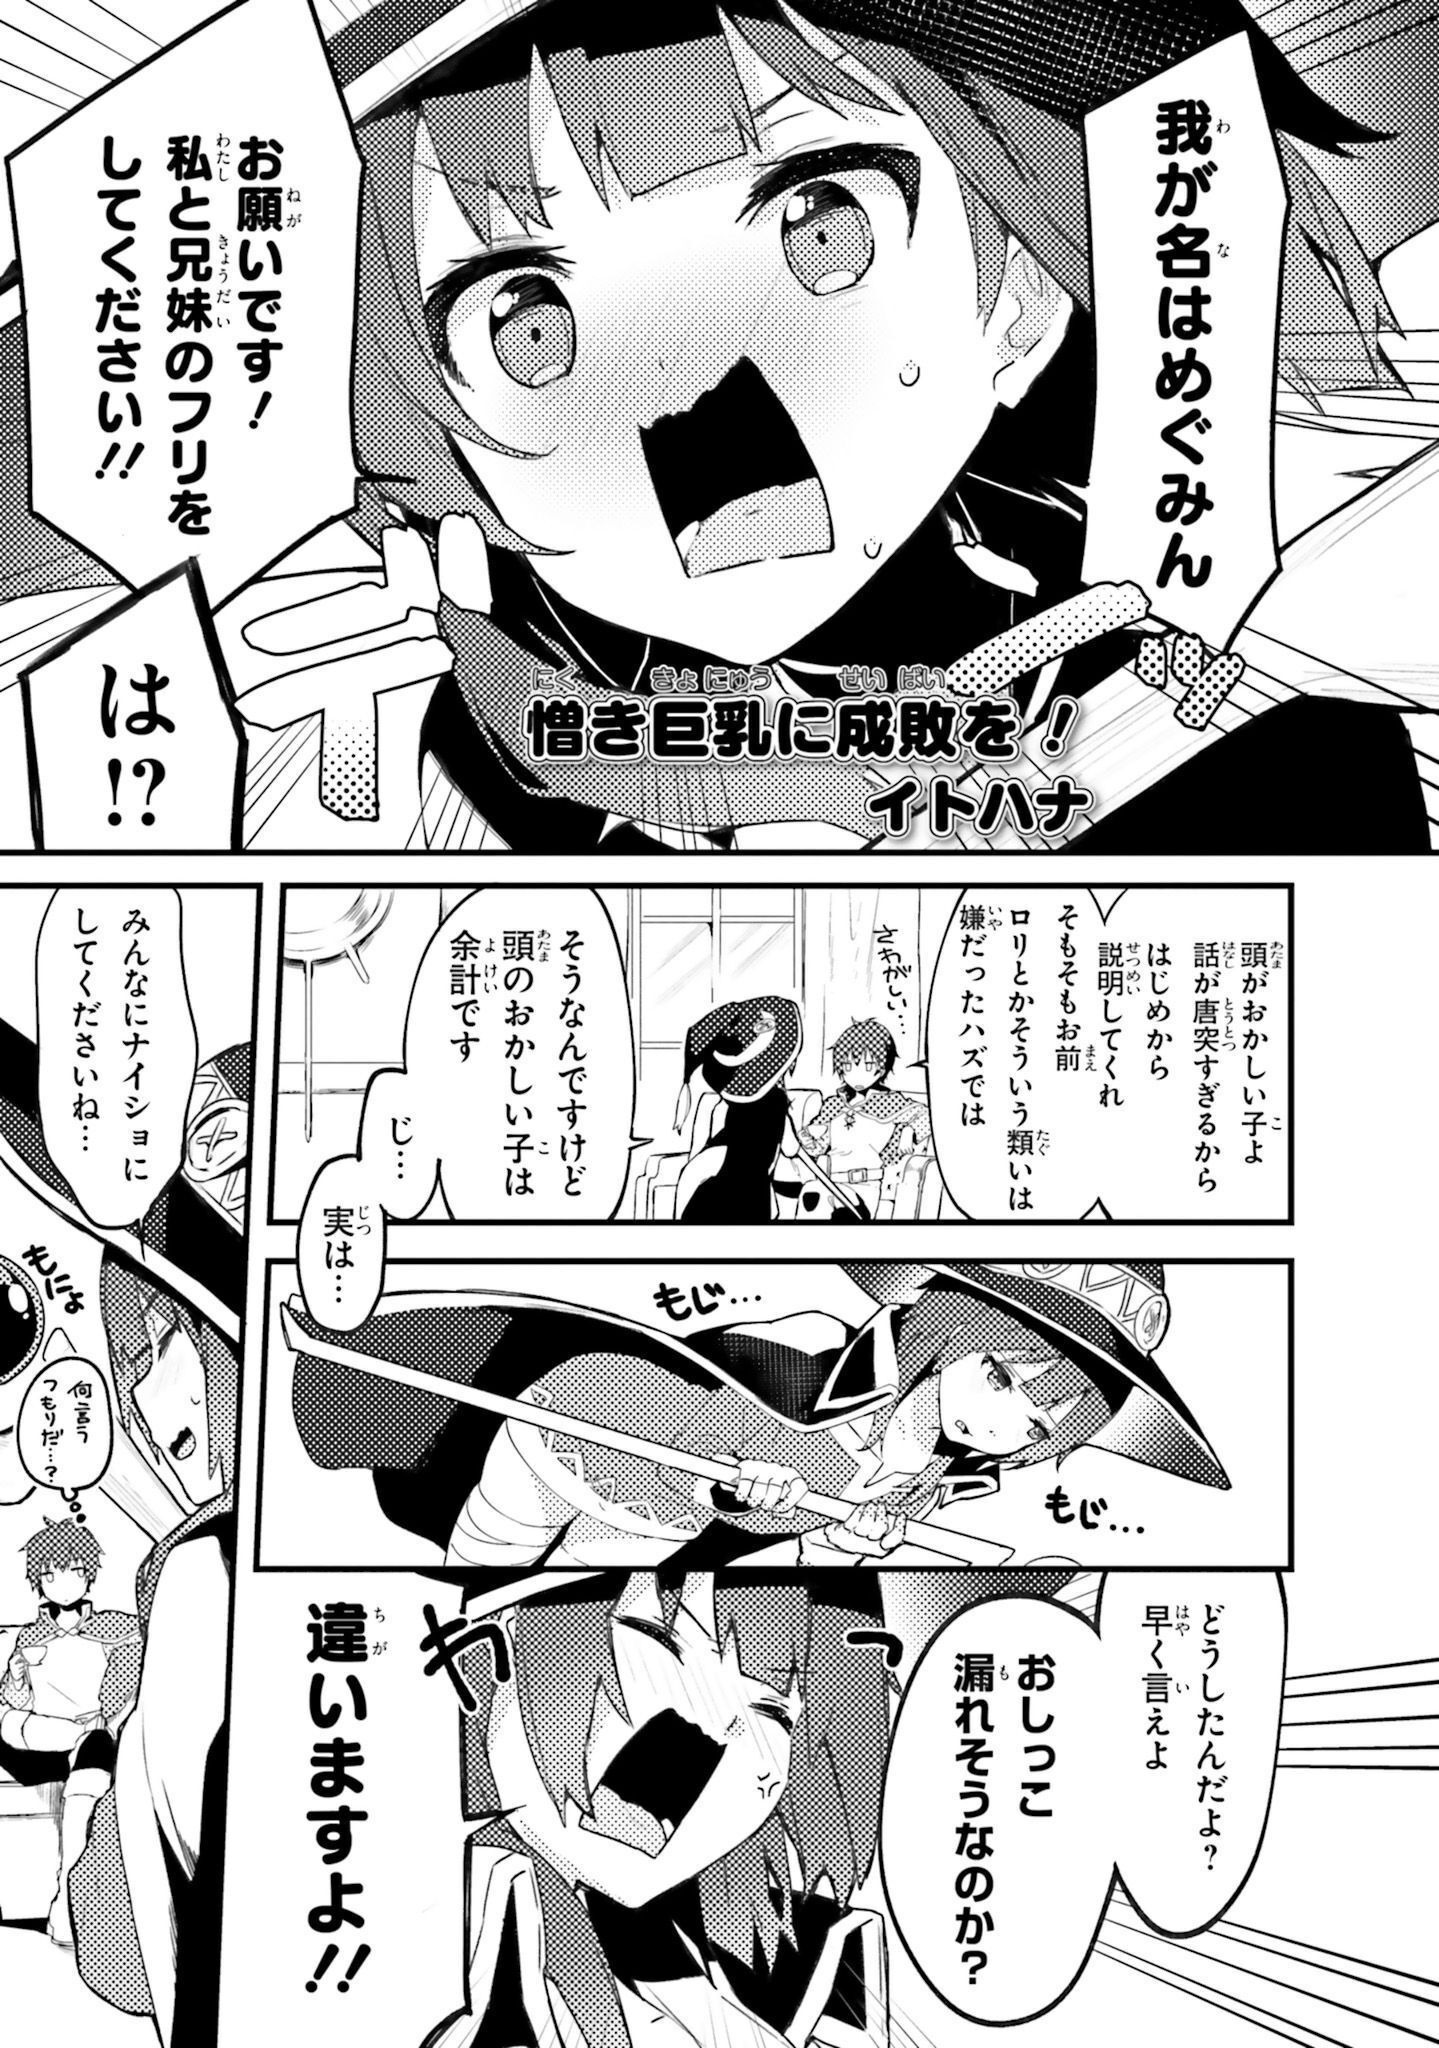 我が名はめぐみん
お願いです！
私と兄妹のフリを
してください！！
は！？
憎き巨乳に成敗を！
イトハナ
頭がおかしい子よ
話が唐突すぎるから
はじめから
説明してくれ
そもそもお前
ロリとかそういう類いは
嫌だったハズでは
さわがしい…
そうなんですけど
頭のおかしい子は
余計です
じ…
実は…
もじ…
もじ…
みんなにナイショに
してくださいね…
もにょ
何言う
つもりだ…？
どうしたんだよ？
早く言えよ
おしっこ
漏れそうなのか？
違いますよ！！